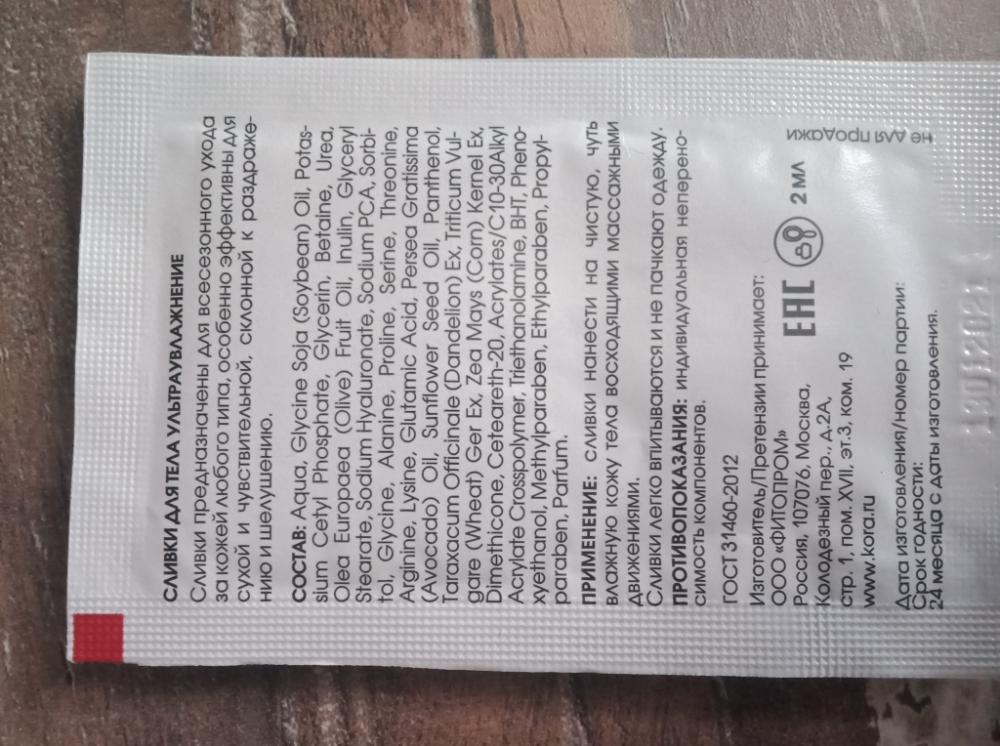 СЛИВКИ ДЛЯ ТЕЛА УЛЬТРАУВЛАЖНЕНИЕ
Сливки предназначены для всесезонного ухода
за кожей любого типа, особенно эффективны для
сухой и чувствительной, склонной к раздраже-
нию и шелушению.
СОСТАВ: Aqua, Glycine Soja (Soybean) Oil, Potas-
sium Cetyl Phosphate, Glycerin, Betaine, Urea,
Olea Europaea (Olive) Fruit Oil, Inulin, Glyceryl
Stearate, Sodium Hyaluronate, Sodium PCA, Sorbi-
tol, Glycine, Alanine, Proline, Serine, Threonine,
Arginine, Lysine, Glutamic Acid, Persea Gratissima
(Avocado) Oil, Sunflower Seed Oil, Panthenol,
Taraxacum Officinale (Dandelion) Ex, Triticum Vul-
gare (Wheat) Ger Ex, Zea Mays (Corn) Kernel Ex,
Dimethicone, Ceteareth-20, Acrylates/C10-30Alkyl
Acrylate Crosspolymer, Triethanolamine, BHT, Pheno-
xyethanol, Methylparaben, Ethylparaben, Propyl-
paraben, Parfum.
ПРИМЕНЕНИЕ: сливки нанести на чистую, чуть
влажную кожу тела восходящими массажными
движениями.
Сливки легко впитываются и не пачкают одежду.
ПРОТИВОПОКАЗАНИЯ: индивидуальная неперено-
симость компонентов.
ГОСТ 31460-2012
Изготовитель/Претензии принимает:
ООО «ФИТОПРОМ»
Россия, 107076, Москва,
Колодезный пер., д.2А,
стр. 1, пом. XVII, эт.3, ком. 19
www.kora.ru
EAC
2 МЛ
не для продажи
Дата изготовления/номер партии:
Срок годности:
24 месяца с даты изготовления.